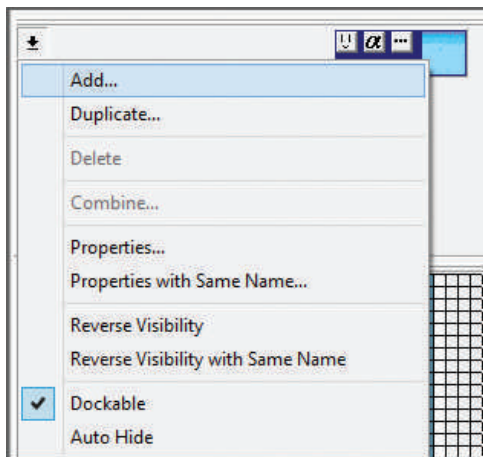 α
Add...
Duplicate...
Delete
Combine...
Properties...
Properties with Same Name...
Reverse Visibility
Reverse Visibility with Same Name
Dockable
Auto Hide